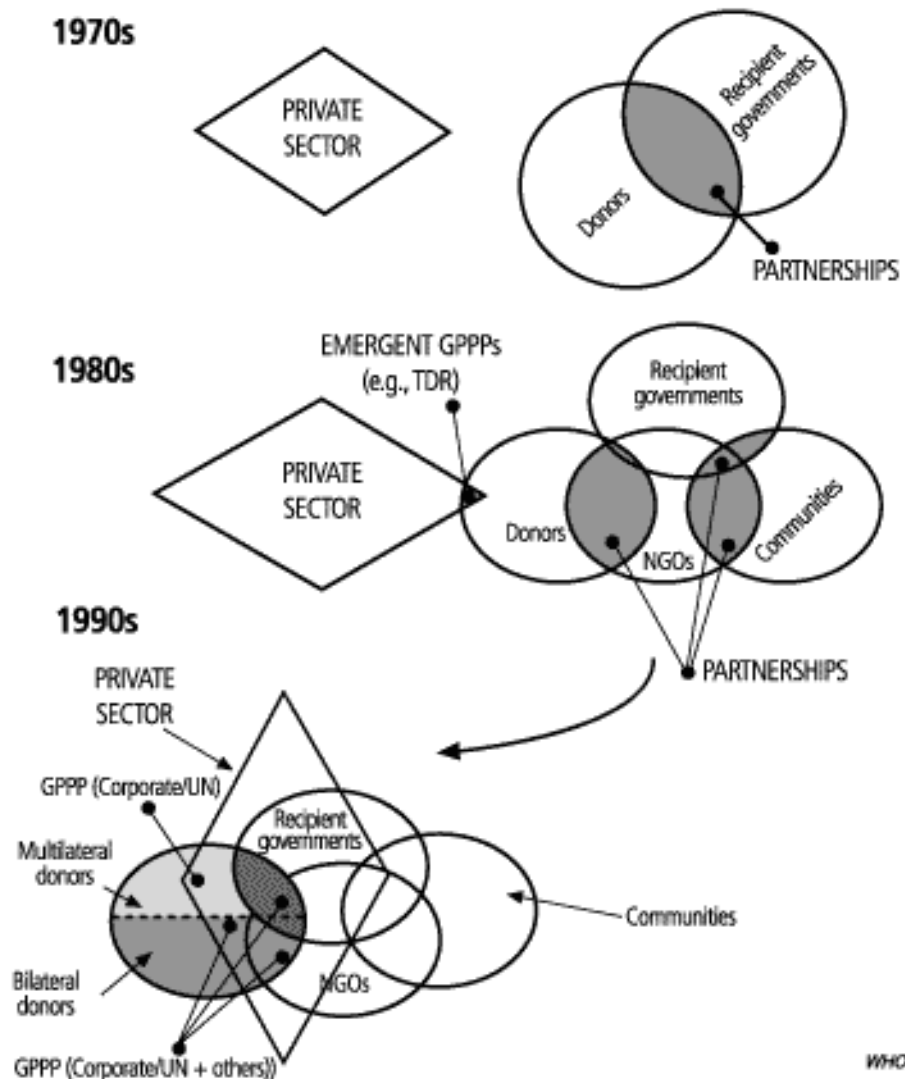 1970s
PRIVATE
SECTOR
Recipient
governments
Donors
PARTNERSHIPS
1980s
EMERGENT GPPPs
(e.g., TDR)
Recipient
governments
PRIVATE
SECTOR
Donors
NGOs
Communities
PARTNERSHIPS
1990s
PRIVATE
SECTOR
GPPP (Corporate/UN)
Recipient
governments
Multilateral
donors
Communities
Bilateral
donors
NGOs
GPPP (Corporate/UN + others))
WHO